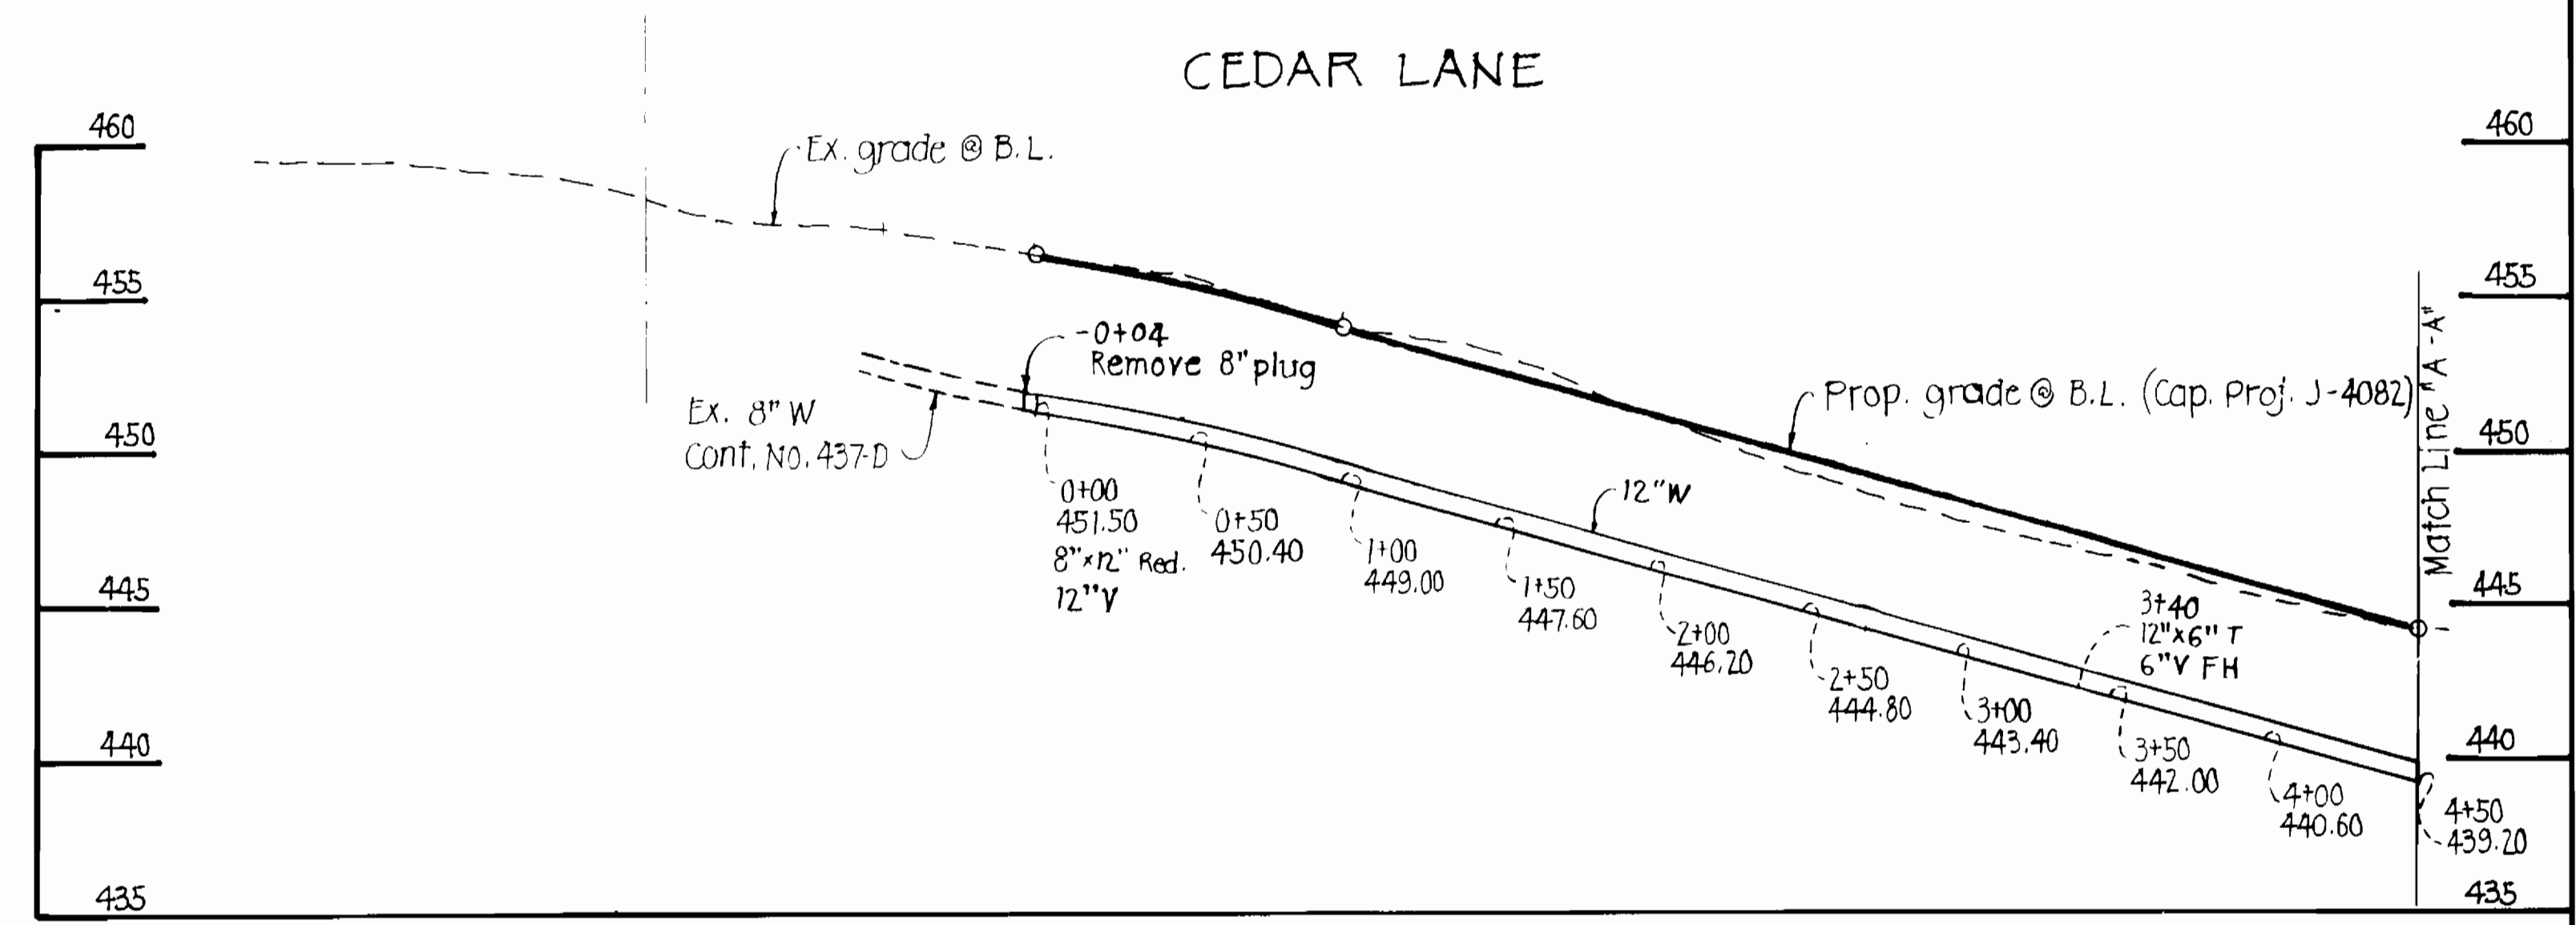 CEDAR LANE
460
455
450
445
440
435
Ex. grade @ B.L.
-0+04
Remove 8" plug
Ex. 8" W
Cont. No. 437-D
0+00
451.50
8"x12" Red.
12"V
0+50
450.40
1+00
449.00
1+50
447.60
12"W
2+00
446.20
2+50
444.80
3+00
443.40
3+40
12"x6" T
6"V FH
3+50
442.00
4+00
440.60
4+50
439.20
Prop. grade @ B.L. (Cap. Proj. J-4082)
Match Line "A-A"
460
455
450
445
440
435